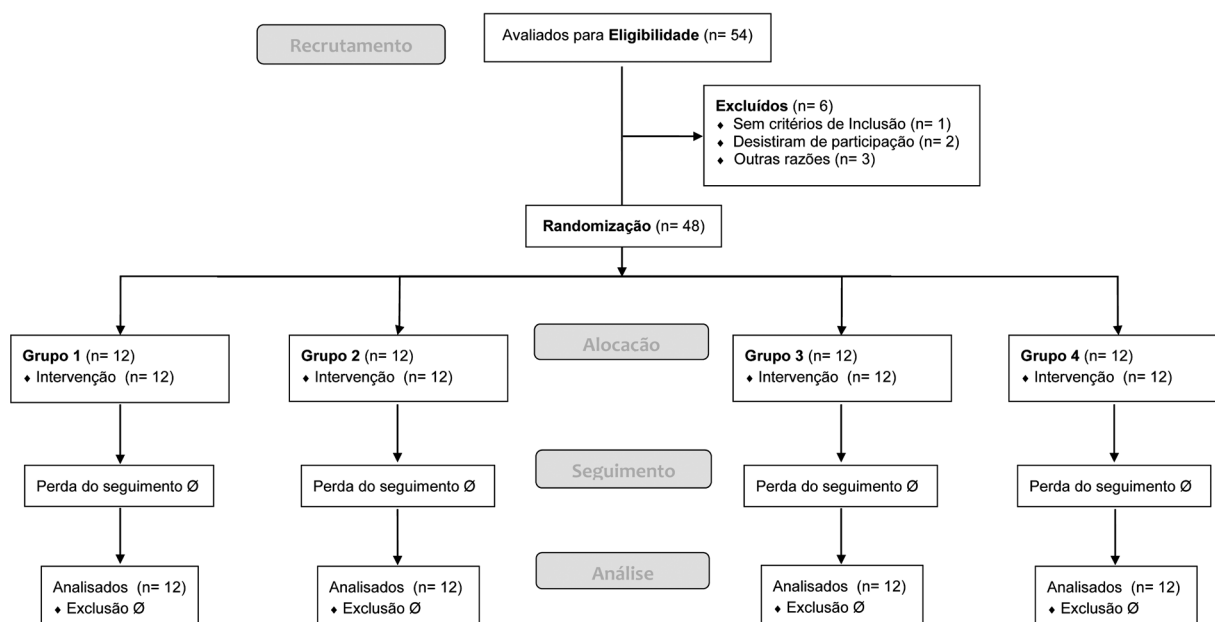 Recrutamento
Avaliados para Eligibilidade (n= 54)
Excluídos (n= 6)
♦ Sem critérios de Inclusão (n= 1)
♦ Desistiram de participação (n= 2)
♦ Outras razões (n= 3)
Randomização (n= 48)
Grupo 1 (n= 12)
♦ Intervenção (n= 12)
Grupo 2 (n= 12)
♦ Intervenção (n= 12)
Alocacão
Grupo 3 (n= 12)
♦ Intervenção (n= 12)
Grupo 4 (n= 12)
♦ Intervenção (n= 12)
Perda do seguimento Ø
Perda do seguimento Ø
Seguimento
Perda do seguimento Ø
Perda do seguimento Ø
Analisados (n= 12)
♦ Exclusão Ø
Analisados (n= 12)
♦ Exclusão Ø
Análise
Analisados (n= 12)
♦ Exclusão Ø
Analisados (n= 12)
♦ Exclusão Ø